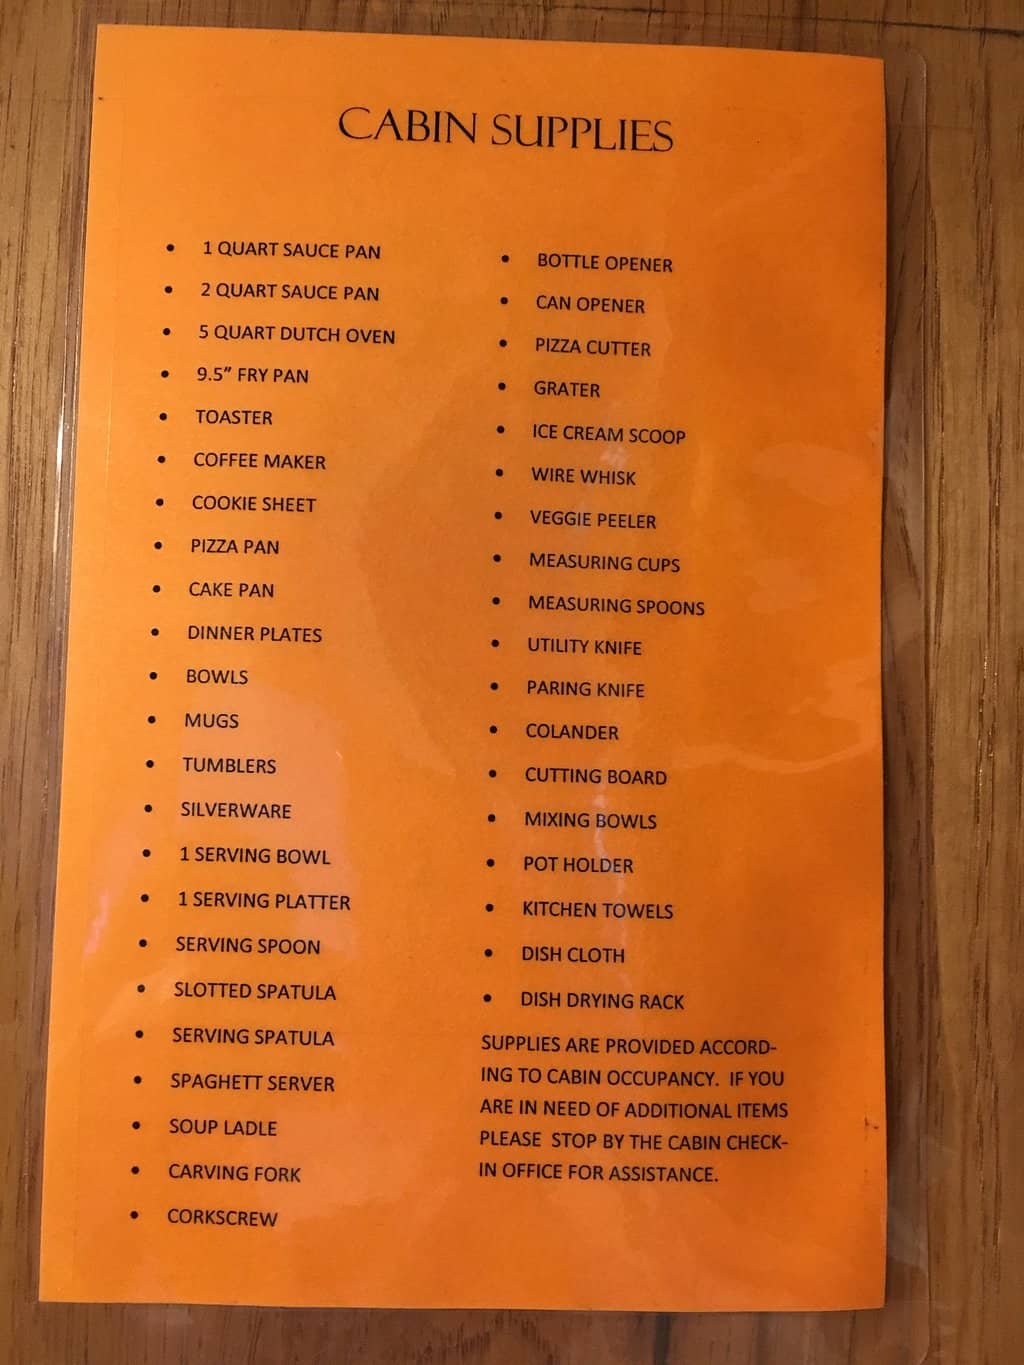 CABIN SUPPLIES
• 1 QUART SAUCE PAN
• 2 QUART SAUCE PAN
• 5 QUART DUTCH OVEN
• 9.5” FRY PAN
• TOASTER
• COFFEE MAKER
• COOKIE SHEET
• PIZZA PAN
• CAKE PAN
• DINNER PLATES
• BOWLS
• MUGS
• TUMBLERS
• SILVERWARE
• 1 SERVING BOWL
• 1 SERVING PLATTER
• SERVING SPOON
• SLOTTED SPATULA
• SERVING SPATULA
• SPAGHETT SERVER
• SOUP LADLE
• CARVING FORK
• CORKSCREW
• BOTTLE OPENER
• CAN OPENER
• PIZZA CUTTER
• GRATER
• ICE CREAM SCOOP
• WIRE WHISK
• VEGGIE PEELER
• MEASURING CUPS
• MEASURING SPOONS
• UTILITY KNIFE
• PARING KNIFE
• COLANDER
• CUTTING BOARD
• MIXING BOWLS
• POT HOLDER
• KITCHEN TOWELS
• DISH CLOTH
• DISH DRYING RACK
SUPPLIES ARE PROVIDED ACCORD-
ING TO CABIN OCCUPANCY. IF YOU
ARE IN NEED OF ADDITIONAL ITEMS
PLEASE STOP BY THE CABIN CHECK-
IN OFFICE FOR ASSISTANCE.